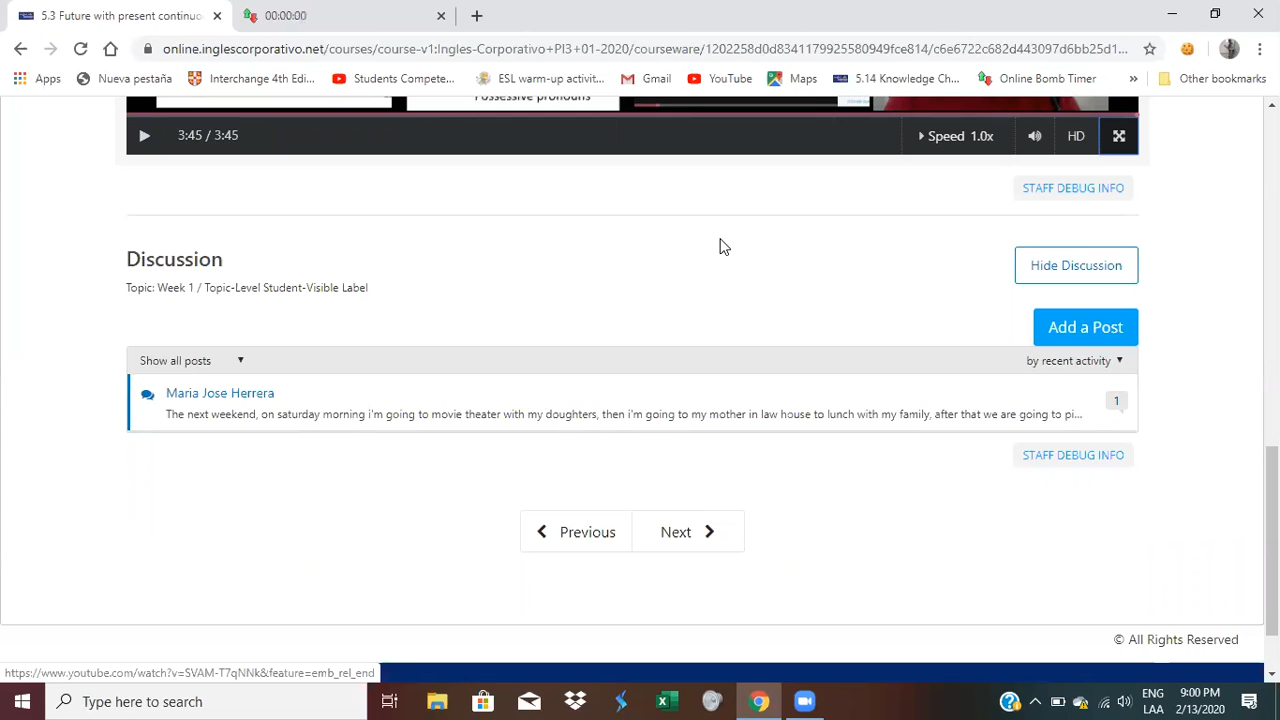 5.3 Future with present continuo
00:00:00
online.inglescorporativo.net/courses/course-v1:Ingles-Corporativo+PI3+01-2020/courseware/1202258d0d8341179925580949fce814/c6e6722c682d443097d6bb25d1...
Apps
Nueva pestaña
Interchange 4th Edi...
Students Compete...
ESL warm-up activit...
Gmail
YouTube
Maps
5.14 Knowledge Ch...
Online Bomb Timer
»
Other bookmarks
Possessive pronouns
3:45 / 3:45
Speed 1.0x
HD
STAFF DEBUG INFO
Discussion
Hide Discussion
Topic: Week 1 / Topic-Level Student-Visible Label
Add a Post
Show all posts
by recent activity
Maria Jose Herrera
The next weekend, on saturday morning i'm going to movie theater with my doughters, then i'm going to my mother in law house to lunch with my family, after that we are going to pi...
1
STAFF DEBUG INFO
Previous
Next
© All Rights Reserved
https://www.youtube.com/watch?v=SVAM-T7qNNk&feature=emb_rel_end
Type here to search
ENG
LAA
9:00 PM
2/13/2020